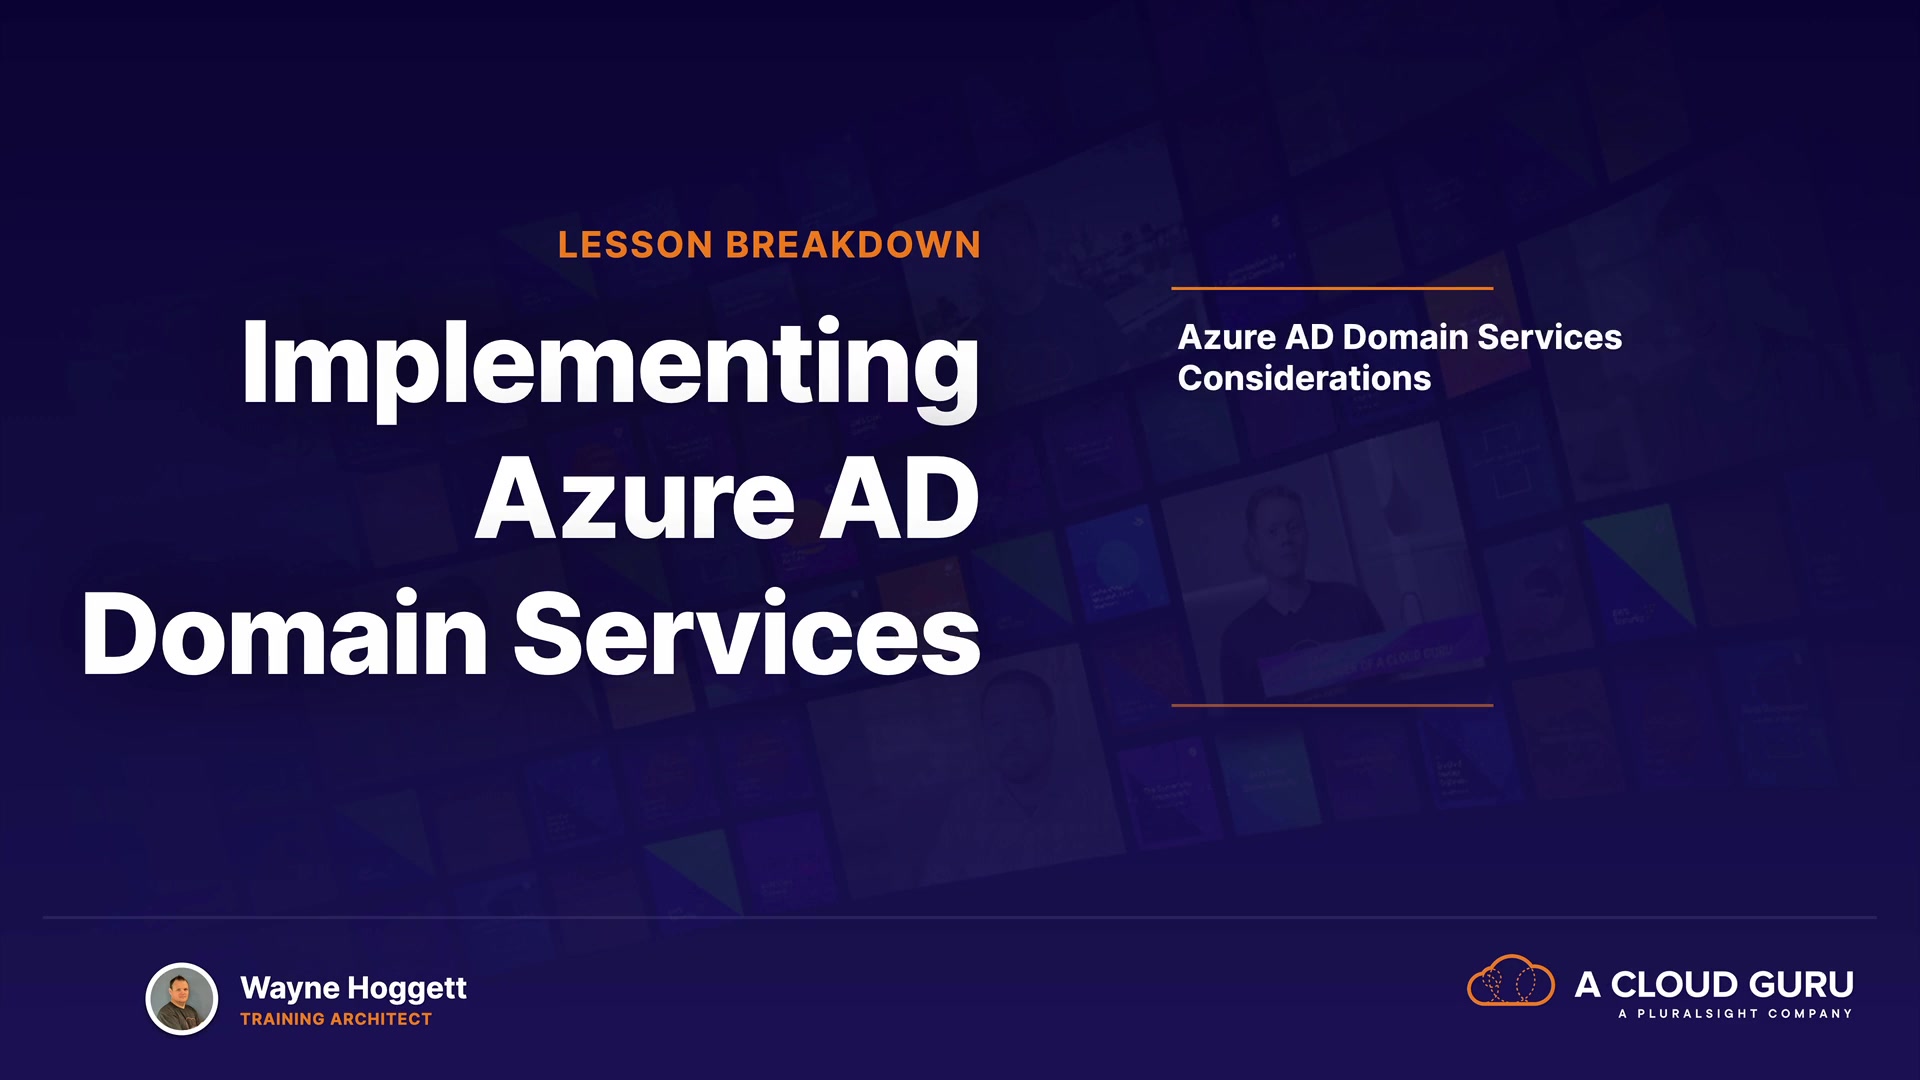 LESSON BREAKDOWN
Implementing
Azure AD
Domain Services
Azure AD Domain Services
Considerations
Wayne Hoggett
TRAINING ARCHITECT
A CLOUD GURU
A PLURALSIGHT COMPANY